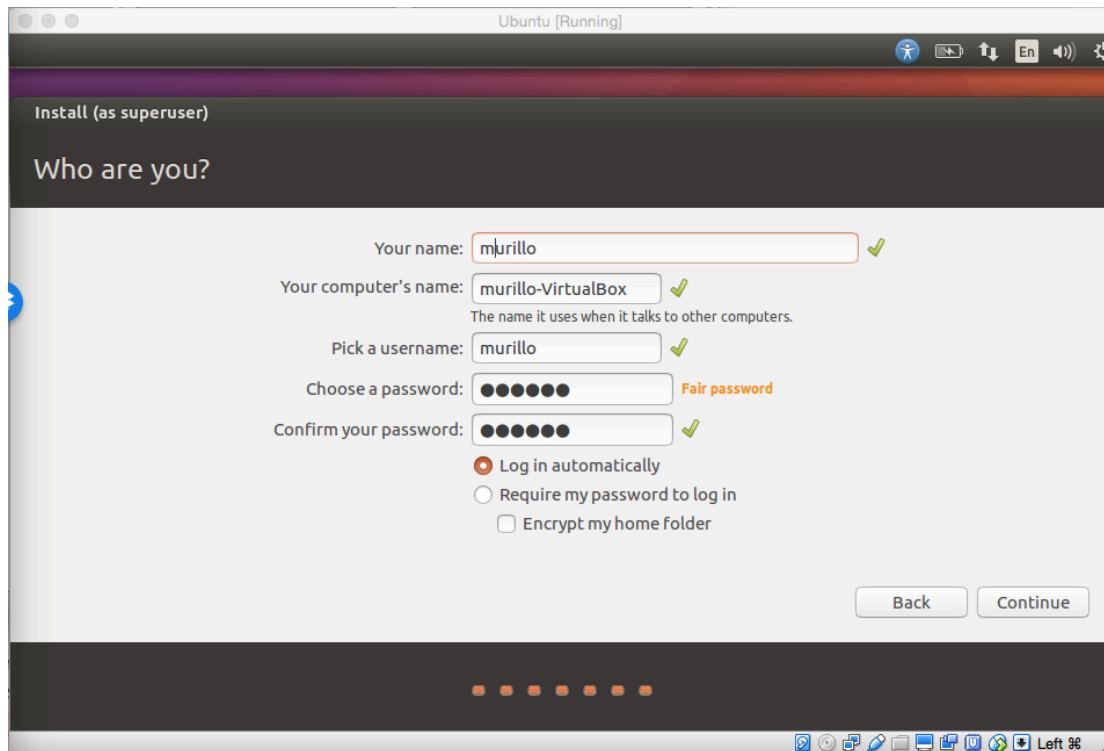 Ubuntu [Running]
En
Install (as superuser)
Who are you?
Your name: murillo
Your computer's name: murillo-VirtualBox
The name it uses when it talks to other computers.
Pick a username: murillo
Choose a password: ●●●●●● Fair password
Confirm your password: ●●●●●●
Log in automatically
Require my password to log in
Encrypt my home folder
Back Continue
Left ⌘